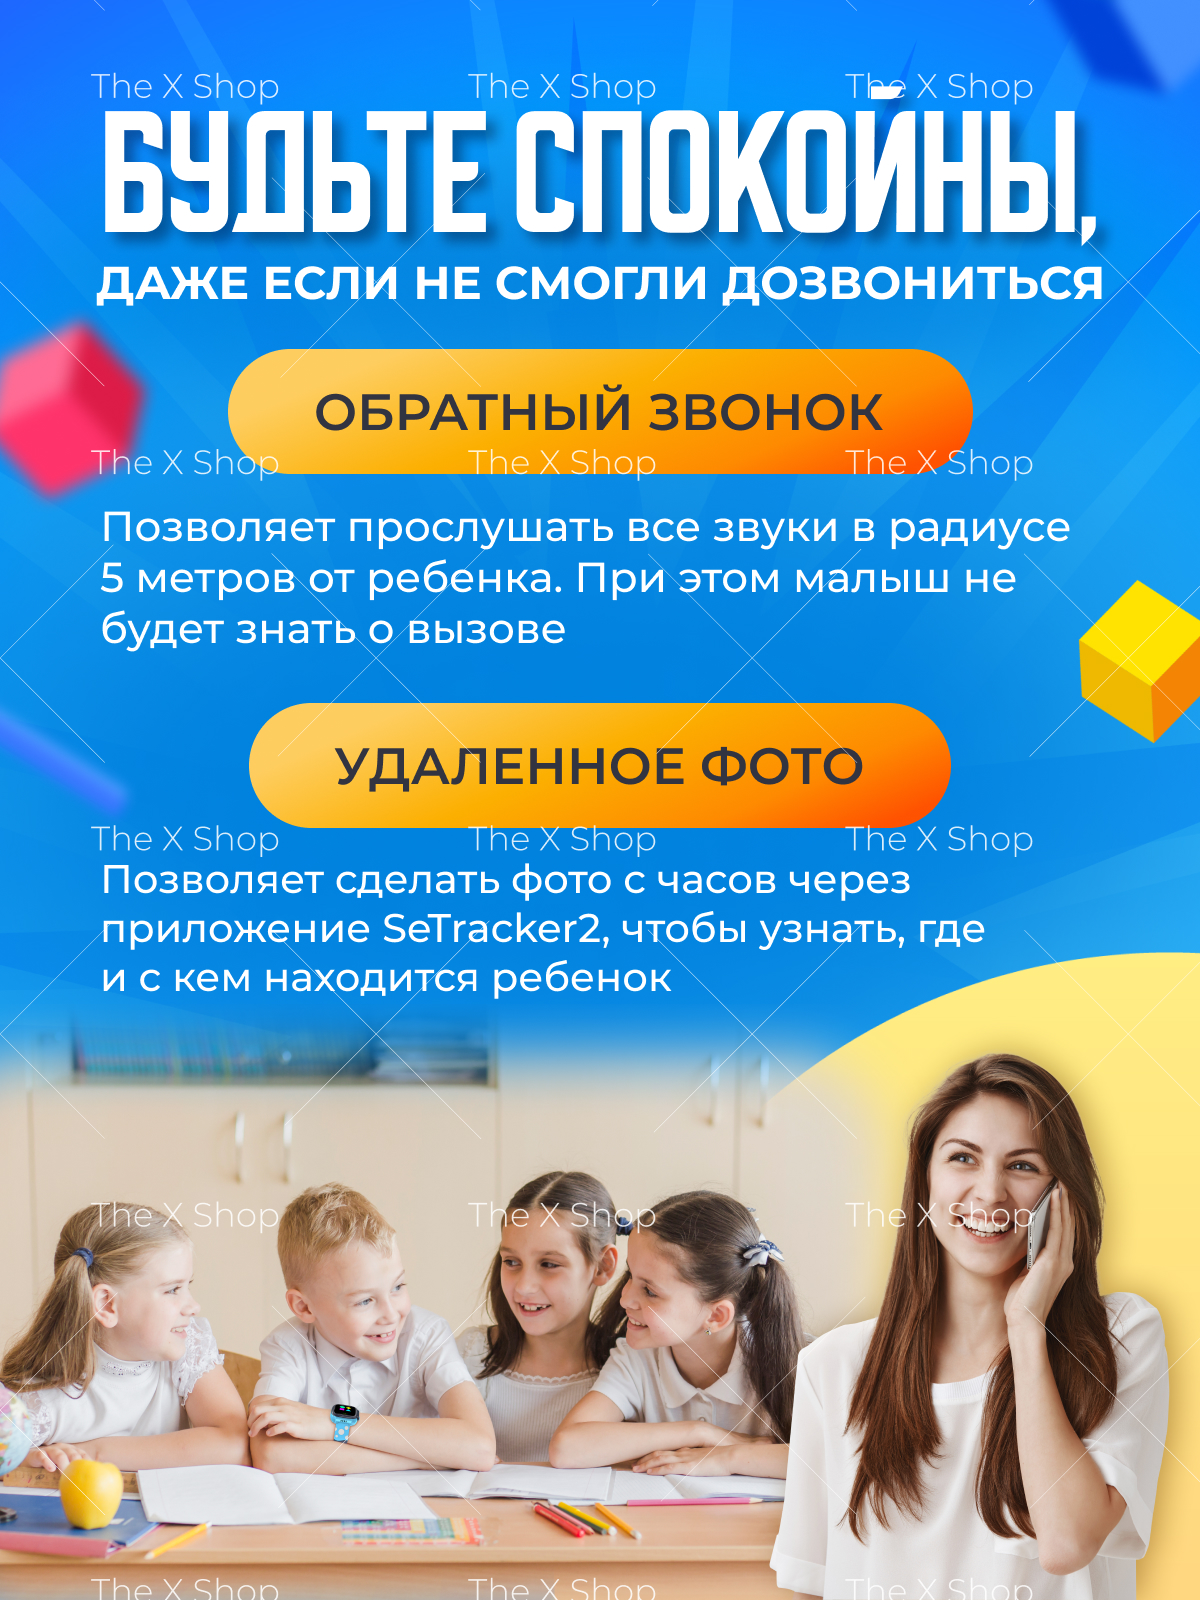 The X Shop The X Shop The X Shop
БУДЬТЕ СПОКОЙНЫ,
ДАЖЕ ЕСЛИ НЕ СМОГЛИ ДОЗВОНИТЬСЯ
ОБРАТНЫЙ ЗВОНОК
The X Shop The X Shop The X Shop
Позволяет прослушать все звуки в радиусе
5 метров от ребенка. При этом малыш не
будет знать о вызове
УДАЛЕННОЕ ФОТО
The X Shop The X Shop The X Shop
Позволяет сделать фото с часов через
приложение SeTracker2, чтобы узнать, где
и с кем находится ребенок
The X Shop The X Shop The X Shop
The X Shop The X Shop The X Shop